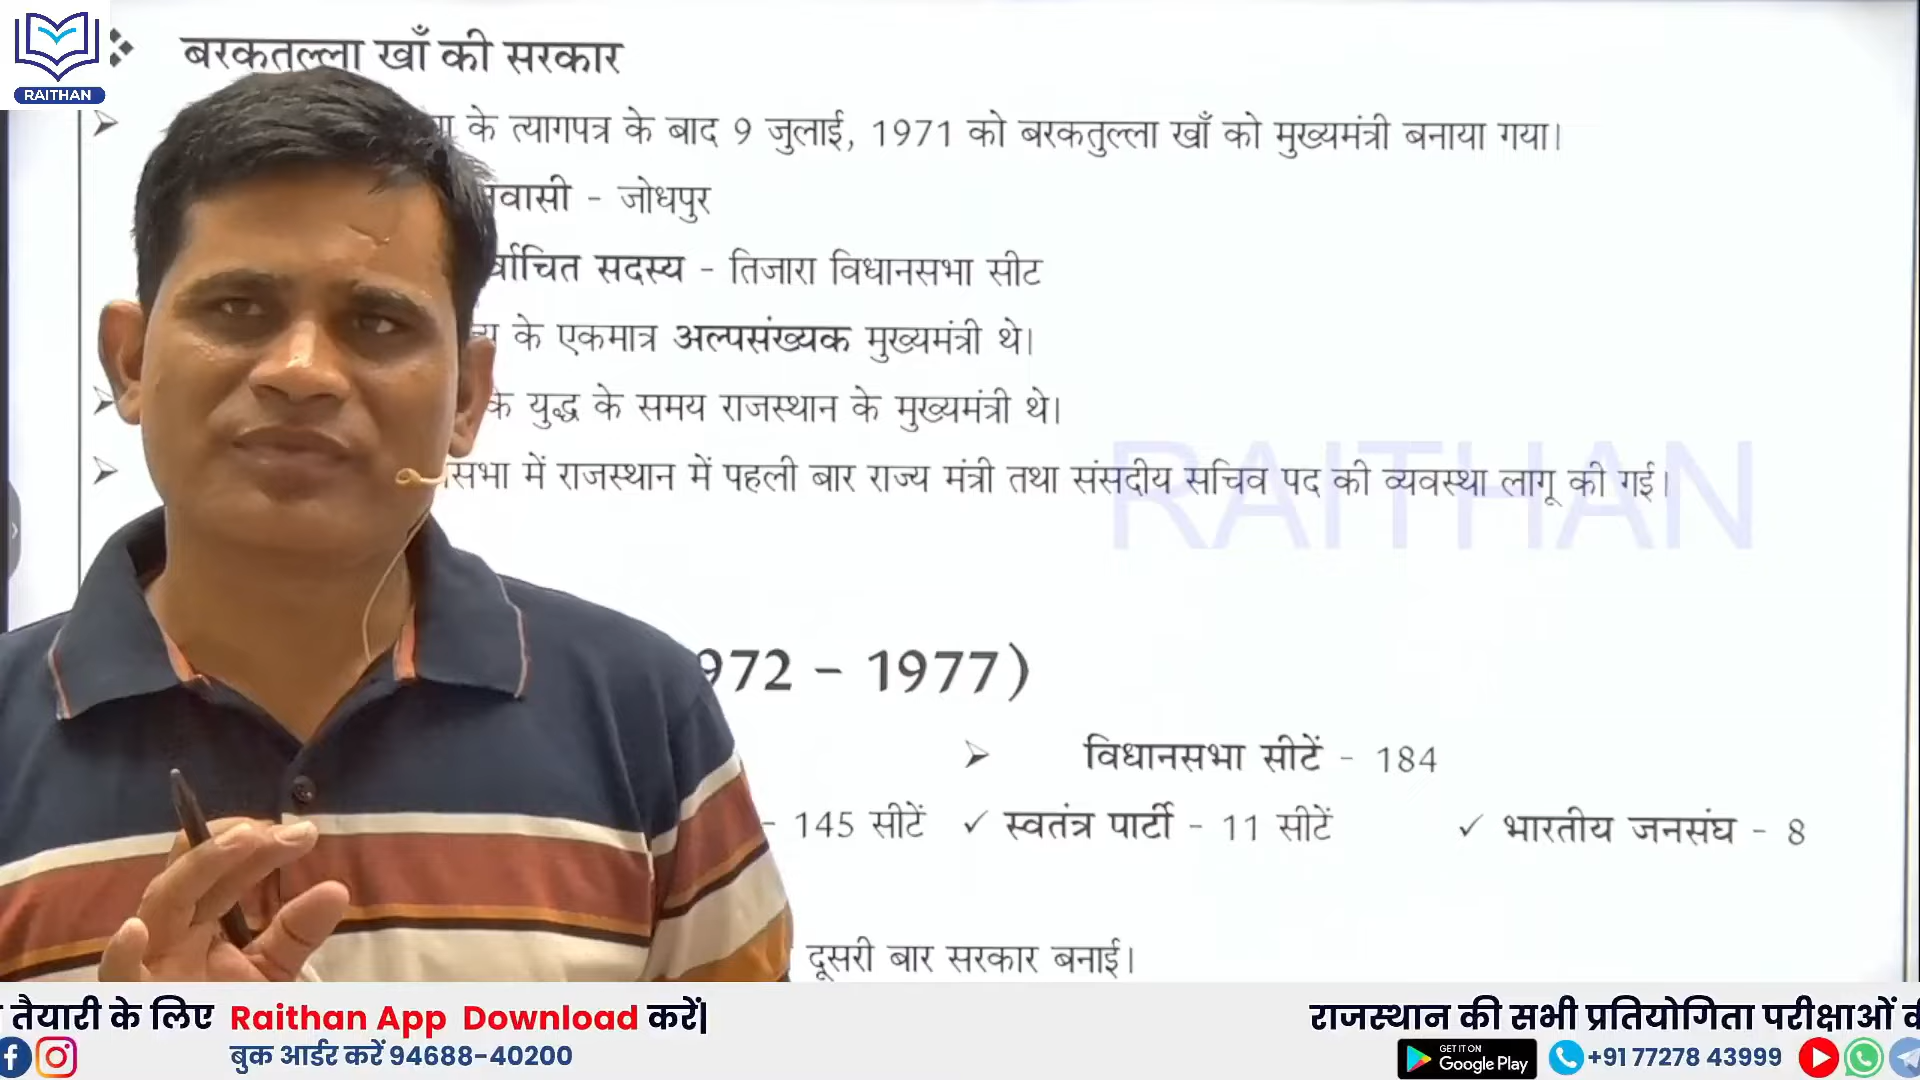 RAITHAN
बरकतुल्ला खाँ की सरकार
के त्यागपत्र के बाद 9 जुलाई, 1971 को बरकतुल्ला खाँ को मुख्यमंत्री बनाया गया।
- जोधपुर
सदस्य - तिजारा विधानसभा सीट
के एकमात्र अल्पसंख्यक मुख्यमंत्री थे।
के युद्ध के समय राजस्थान के मुख्यमंत्री थे।
में राजस्थान में पहली बार राज्य मंत्री तथा संसदीय सचिव पद की व्यवस्था लागू की गई।
RAITHAN
972 - 1977)
विधानसभा सीटें - 184
- 145 सीटें ✓ स्वतंत्र पार्टी - 11 सीटें ✓ भारतीय जनसंघ - 8
दूसरी बार सरकार बनाई।
तैयारी के लिए Raithan App Download करें|
राजस्थान की सभी प्रतियोगिता परीक्षाओं
बुक आर्डर करें 94688-40200
GET IT ON
Google Play
+91 77278 43999